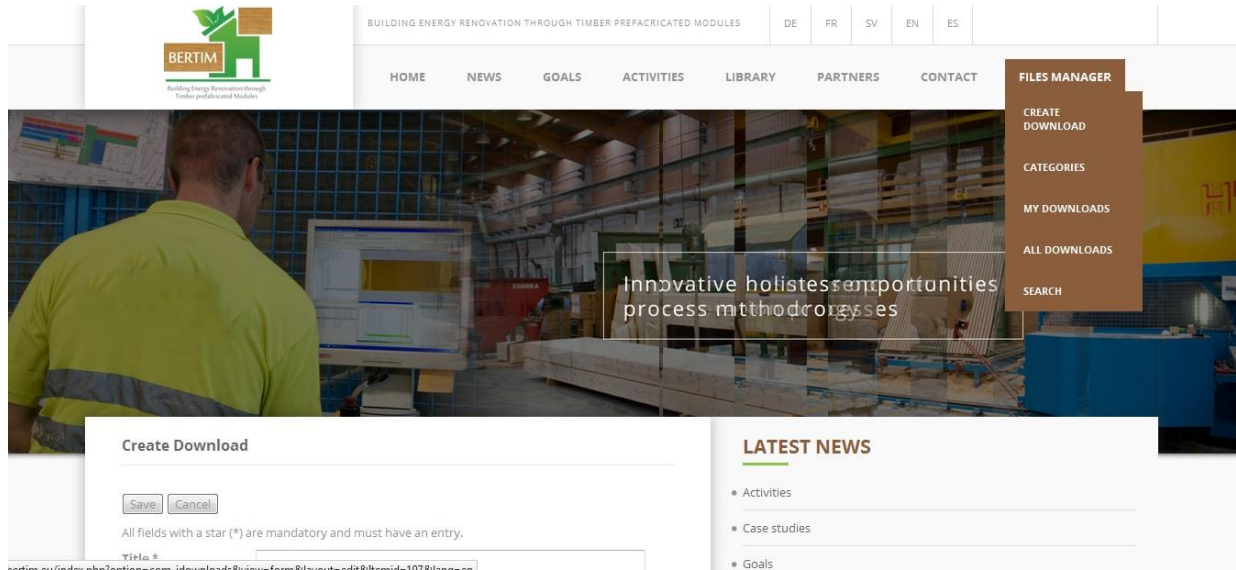 BUILDING ENERGY RENOVATION THROUGH TIMBER PREFACRICATED MODULES
DE FR SV EN ES
BERTIM
Building Energy Renovation through
Timber prefabricated Modules
HOME NEWS GOALS ACTIVITIES LIBRARY PARTNERS CONTACT FILES MANAGER
CREATE
DOWNLOAD
CATEGORIES
MY DOWNLOADS
ALL DOWNLOADS
SEARCH
Create Download
Save Cancel
All fields with a star (*) are mandatory and must have an entry.
Title *
LATEST NEWS
Activities
Case studies
Goals